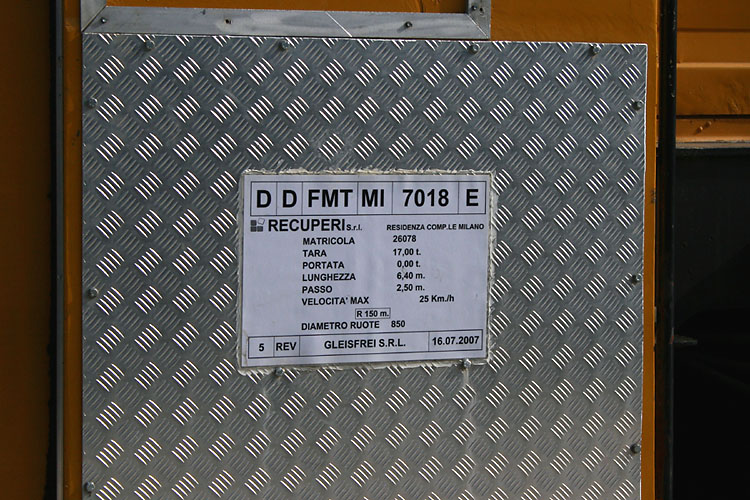 D D FMT MI 7018 E
RECUPERI S.r.l. RESIDENZA COMP.LE MILANO
MATRICOLA 26078
TARA 17,00 t.
PORTATA 0,00 t.
LUNGHEZZA 6,40 m.
PASSO 2,50 m.
VELOCITA' MAX 25 Km./h
R 150 m.
DIAMETRO RUOTE 850
5 REV GLEISFREI S.R.L. 16.07.2007